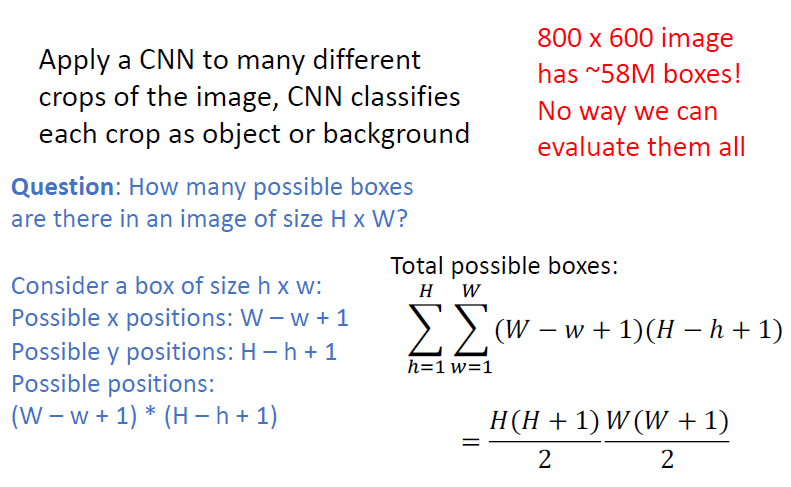 Apply a CNN to many different
crops of the image, CNN classifies
each crop as object or background
800 x 600 image
has ~58M boxes!
No way we can
evaluate them all
Question: How many possible boxes
are there in an image of size H x W?
Consider a box of size h x w:
Possible x positions: W – w + 1
Possible y positions: H – h + 1
Possible positions:
(W – w + 1) * (H – h + 1)
Total possible boxes:
∑_{h=1}^{H} ∑_{w=1}^{W} (W − w + 1)(H − h + 1)
= \frac{H(H + 1)}{2} \frac{W(W + 1)}{2}